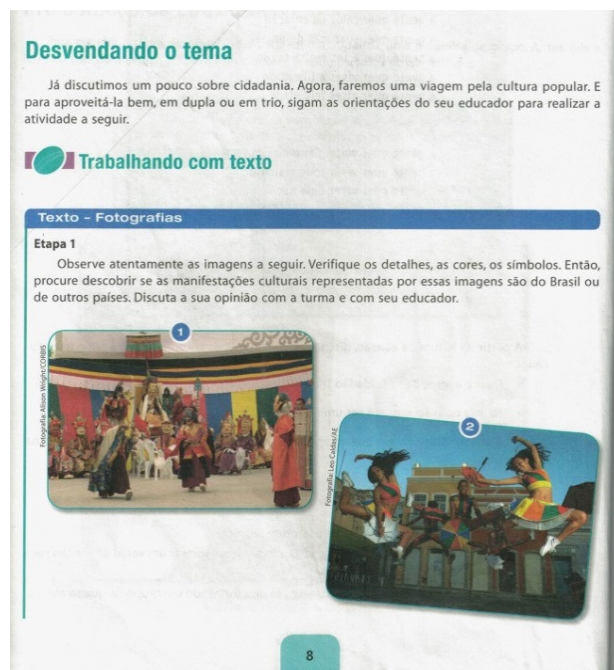 Desvendando o tema
Já discutimos um pouco sobre cidadania. Agora, faremos uma viagem pela cultura popular. E
para aproveitá-la bem, em dupla ou em trio, sigam as orientações do seu educador para realizar a
atividade a seguir.
Trabalhando com texto
Texto – Fotografias
Etapa 1
Observe atentamente as imagens a seguir. Verifique os detalhes, as cores, os símbolos. Então,
procure descobrir se as manifestações culturais representadas por essas imagens são do Brasil ou
de outros países. Discuta a sua opinião com a turma e com seu educador.
1
Fotografia: Alison Wright/CORBIS
2
Fotografia: Leo Caldas/AE
8